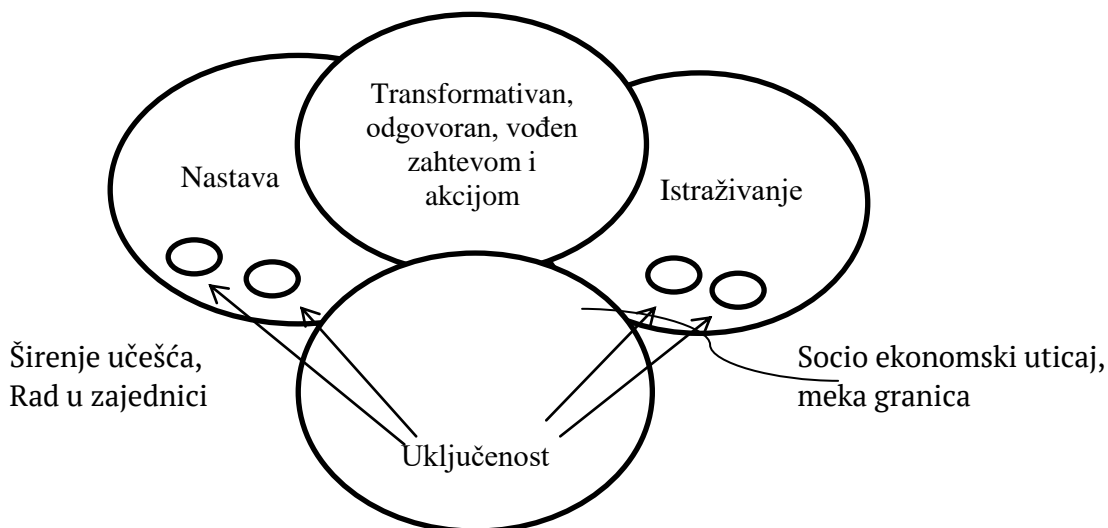 Transformativan,
odgovoran, vođen
zahtevom i
akcijom
Nastava
Istraživanje
Širenje učešća,
Rad u zajednici
Socio ekonomski uticaj,
meka granica
Uključenost